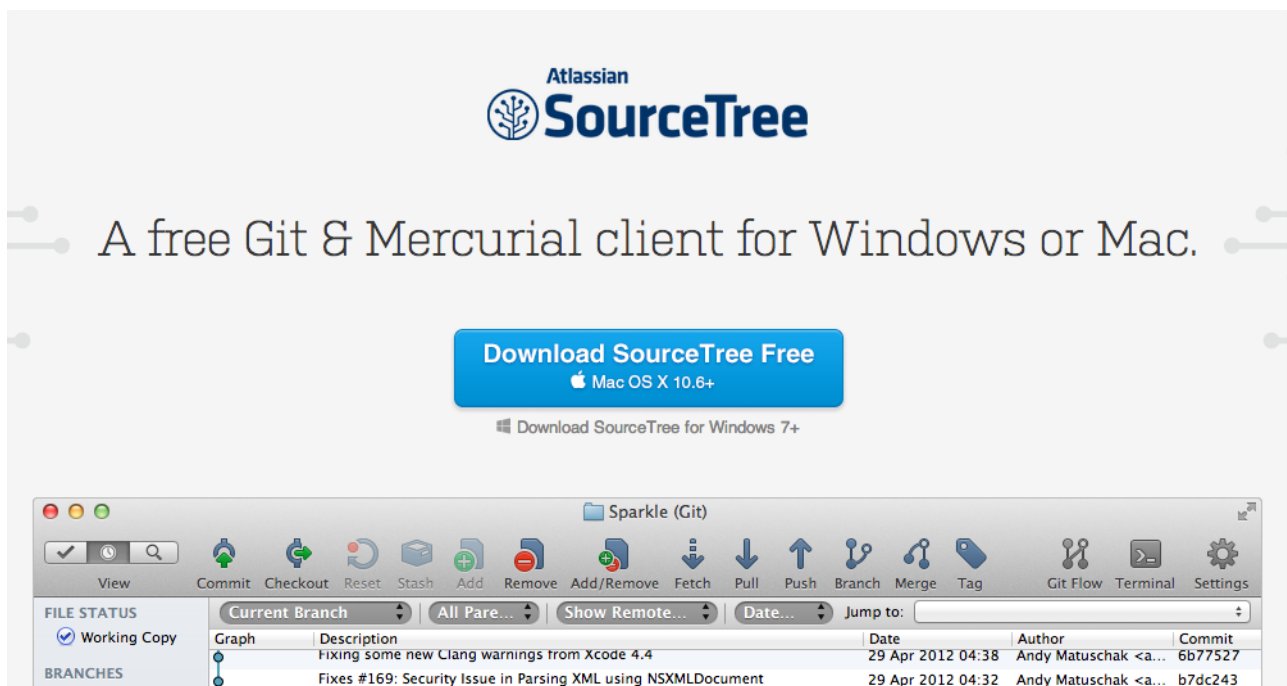 Atlassian
SourceTree
A free Git & Mercurial client for Windows or Mac.
Download SourceTree Free
Mac OS X 10.6+
Download SourceTree for Windows 7+
Sparkle (Git)
View Commit Checkout Reset Stash Add Remove Add/Remove Fetch Pull Push Branch Merge Tag Git Flow Terminal Settings
FILE STATUS Current Branch All Pare... Show Remote... Date... Jump to:
Working Copy Graph Description Date Author Commit
Fixing some new Clang warnings from Xcode 4.4 29 Apr 2012 04:38 Andy Matuschak <a... 6b77527
BRANCHES Fixes #169: Security Issue in Parsing XML using NSXMLDocument 29 Apr 2012 04:32 Andy Matuschak <a... b7dc243